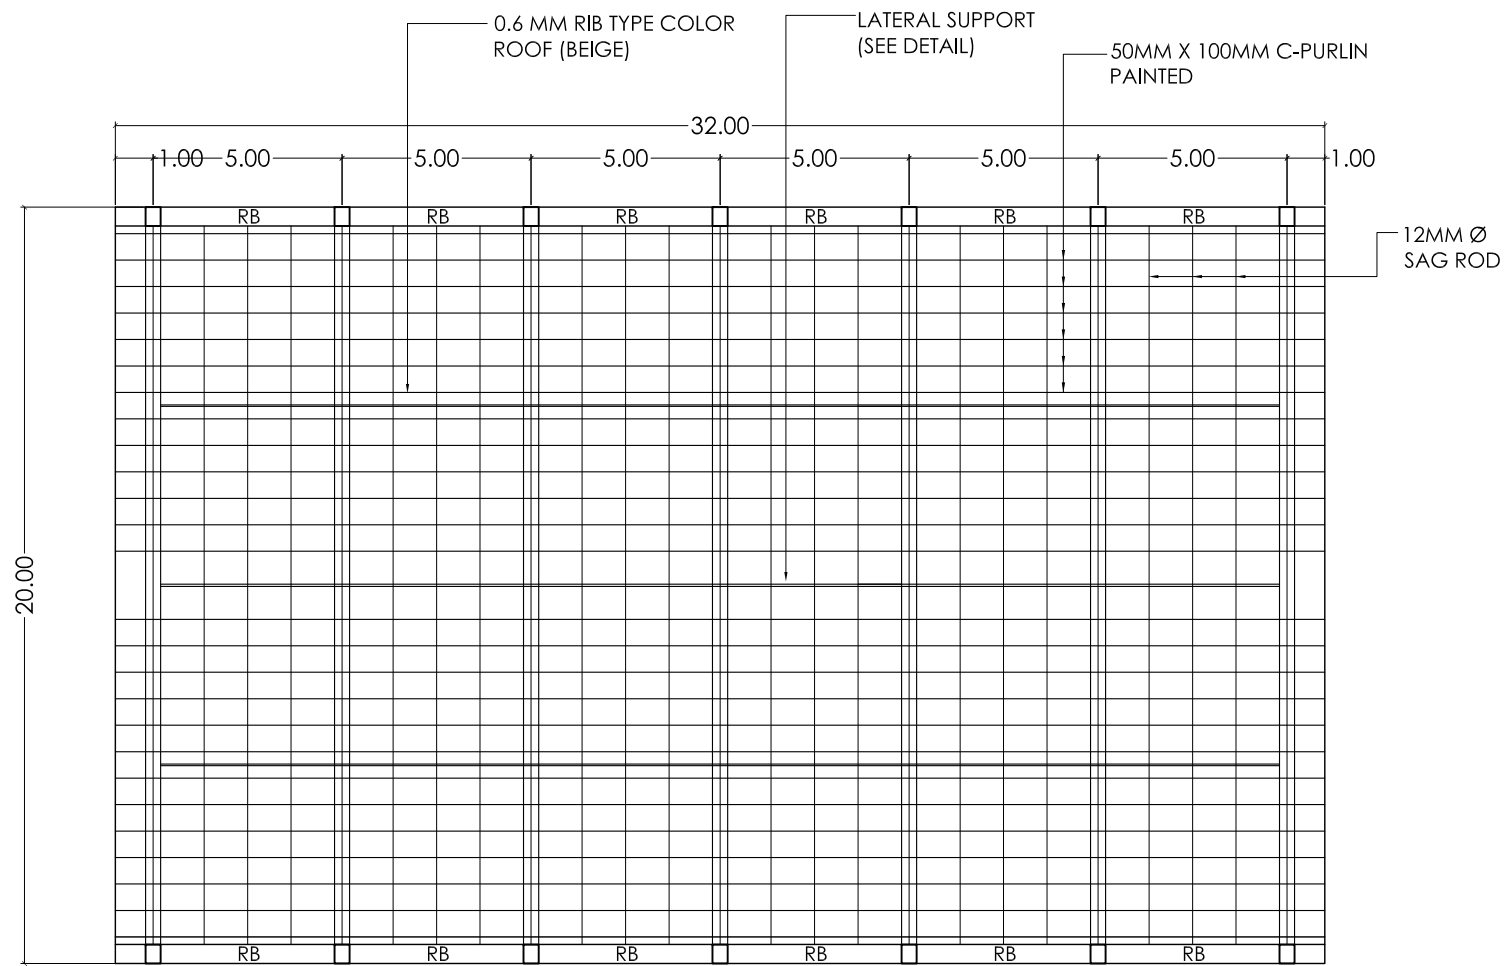 0.6 MM RIB TYPE COLOR
ROOF (BEIGE)
LATERAL SUPPORT
(SEE DETAIL)
50MM X 100MM C-PURLIN
PAINTED
32.00
1.00 5.00 5.00 5.00 5.00 5.00 5.00 1.00
RB RB RB RB RB RB
12MM Ø
SAG ROD
20.00
RB RB RB RB RB RB